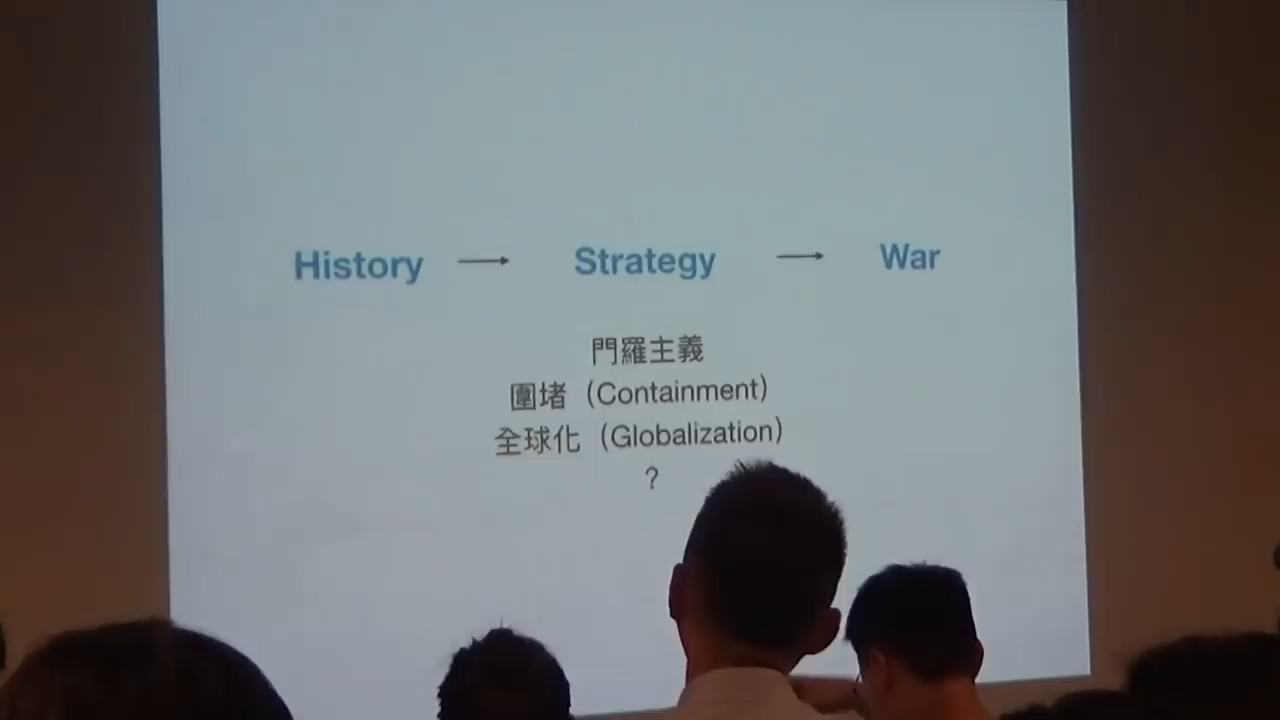 History → Strategy → War
門羅主義
圍堵（Containment）
全球化（Globalization）
?